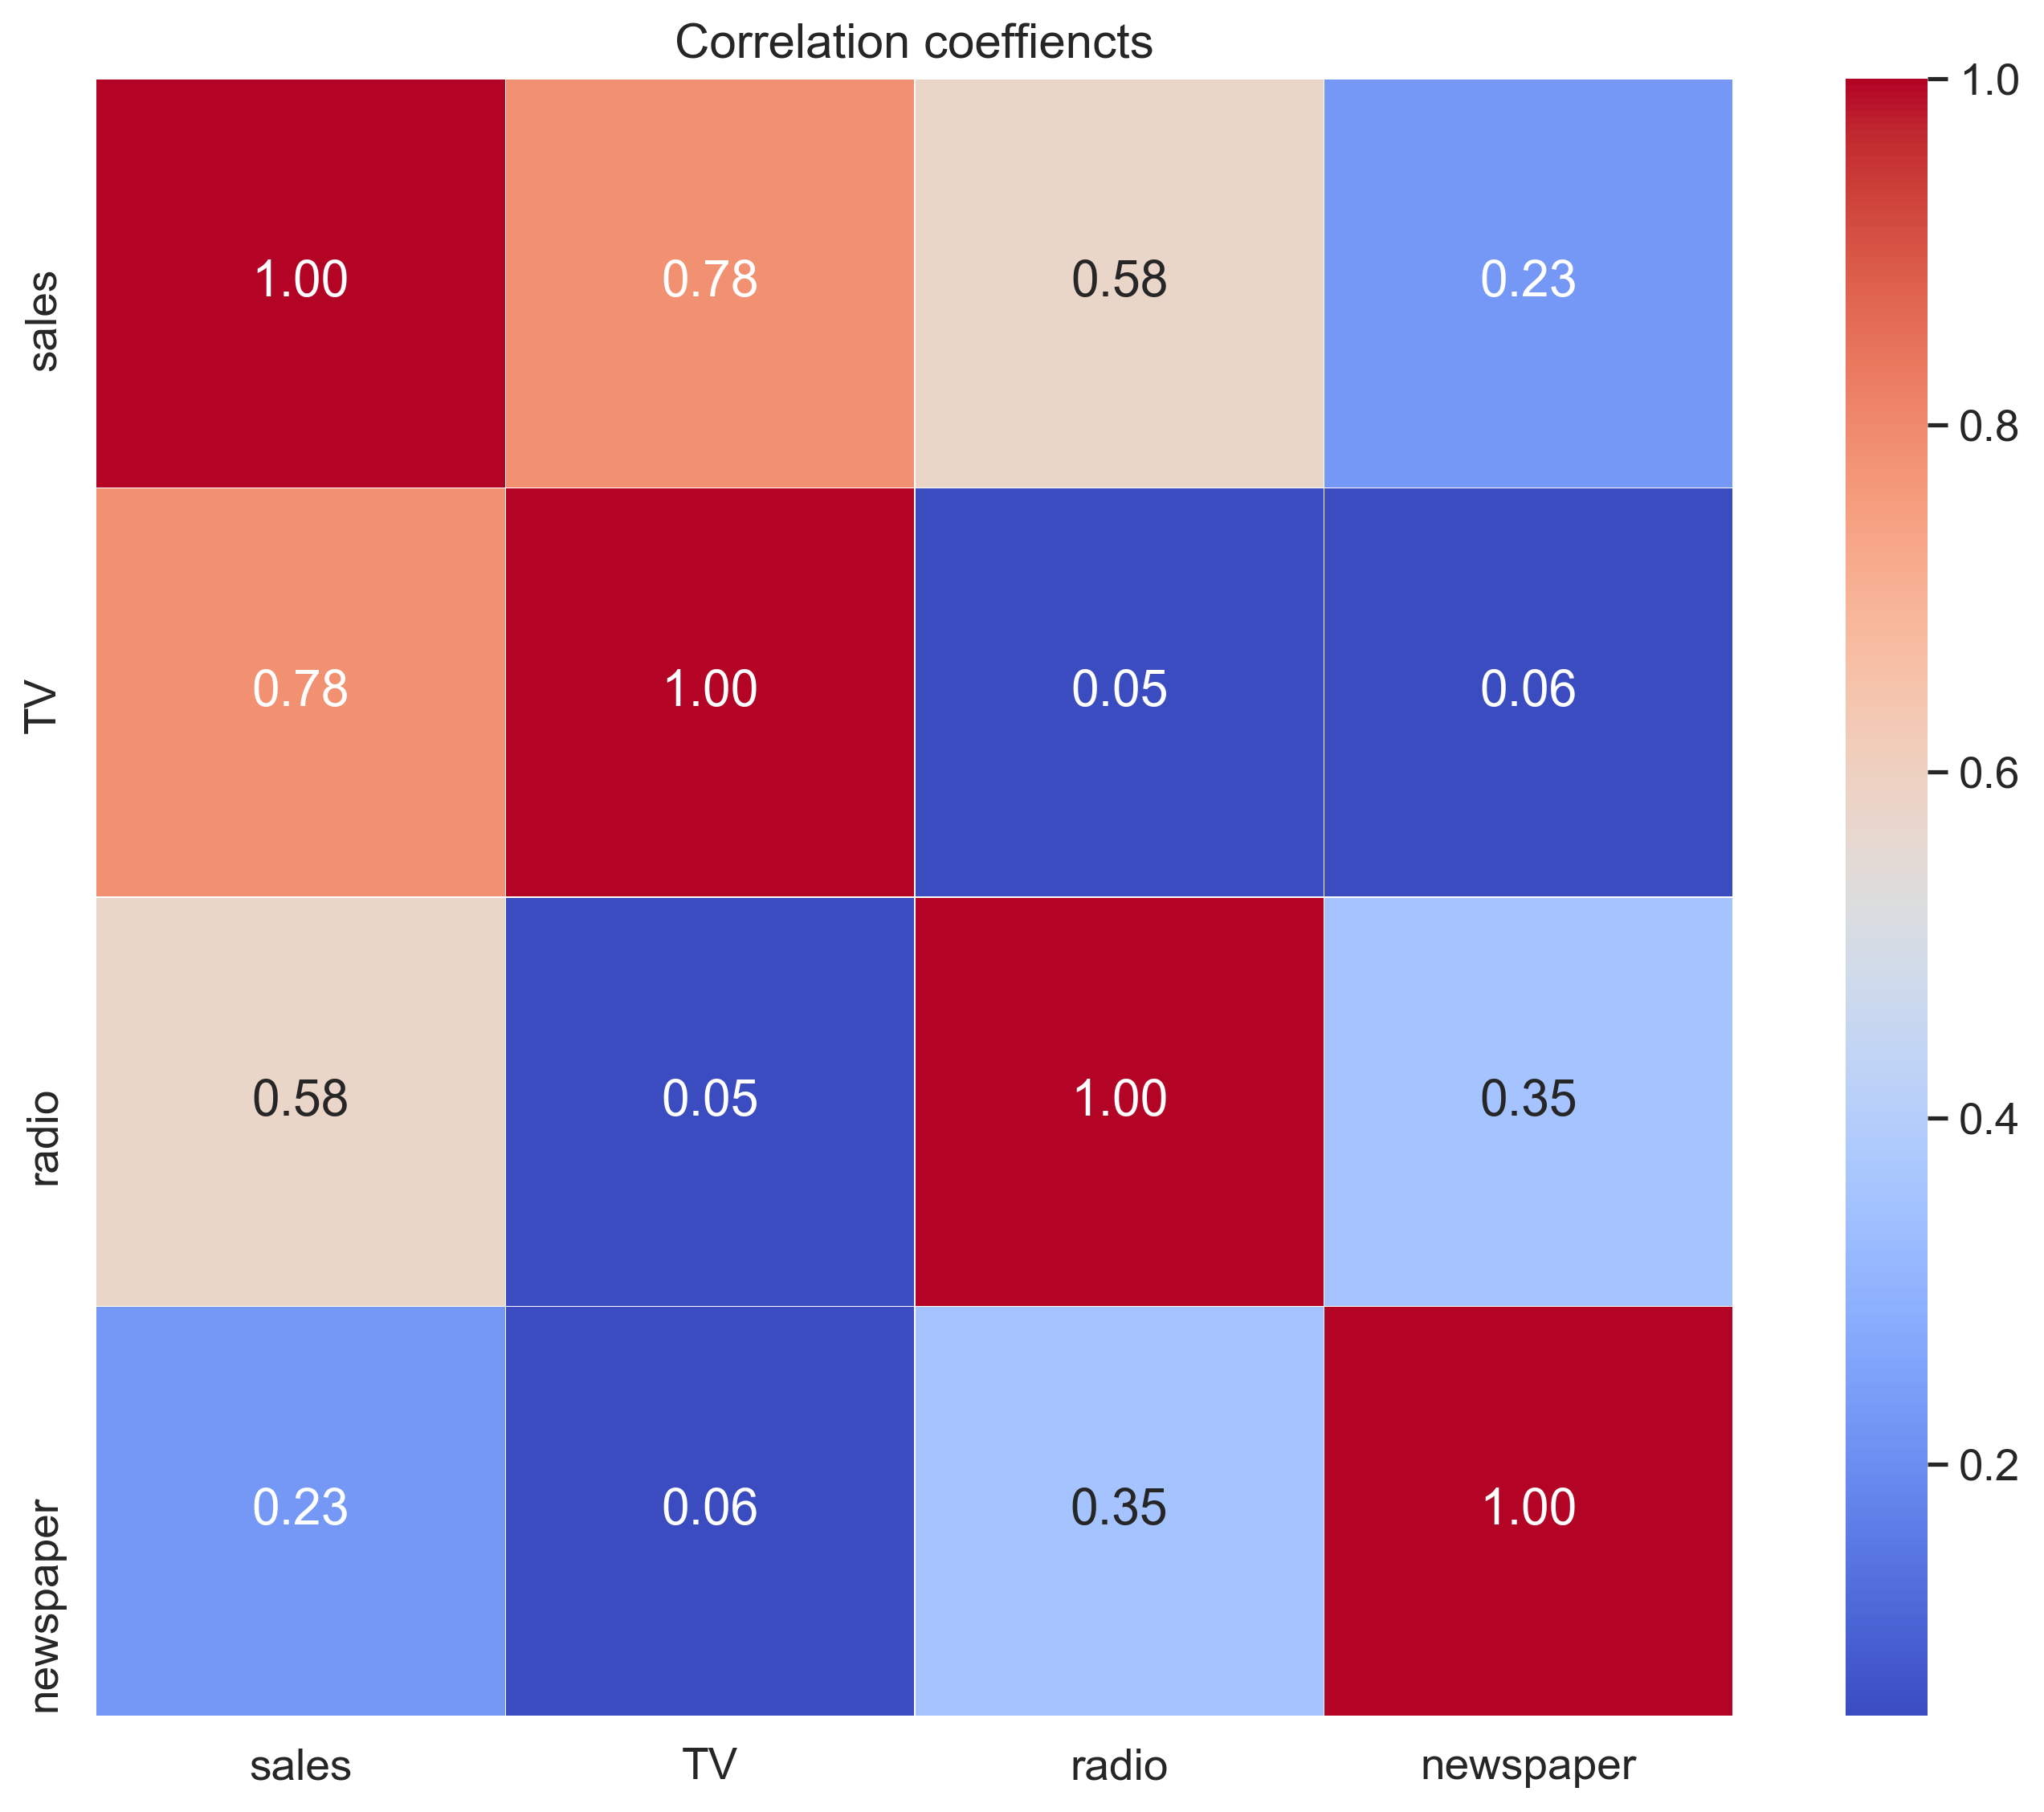 Correlation coeffiencts
1.0
sales 1.00 0.78 0.58 0.23
0.8
TV 0.78 1.00 0.05 0.06
0.6
radio 0.58 0.05 1.00 0.35
0.4
newspaper 0.23 0.06 0.35 1.00
0.2
sales TV radio newspaper